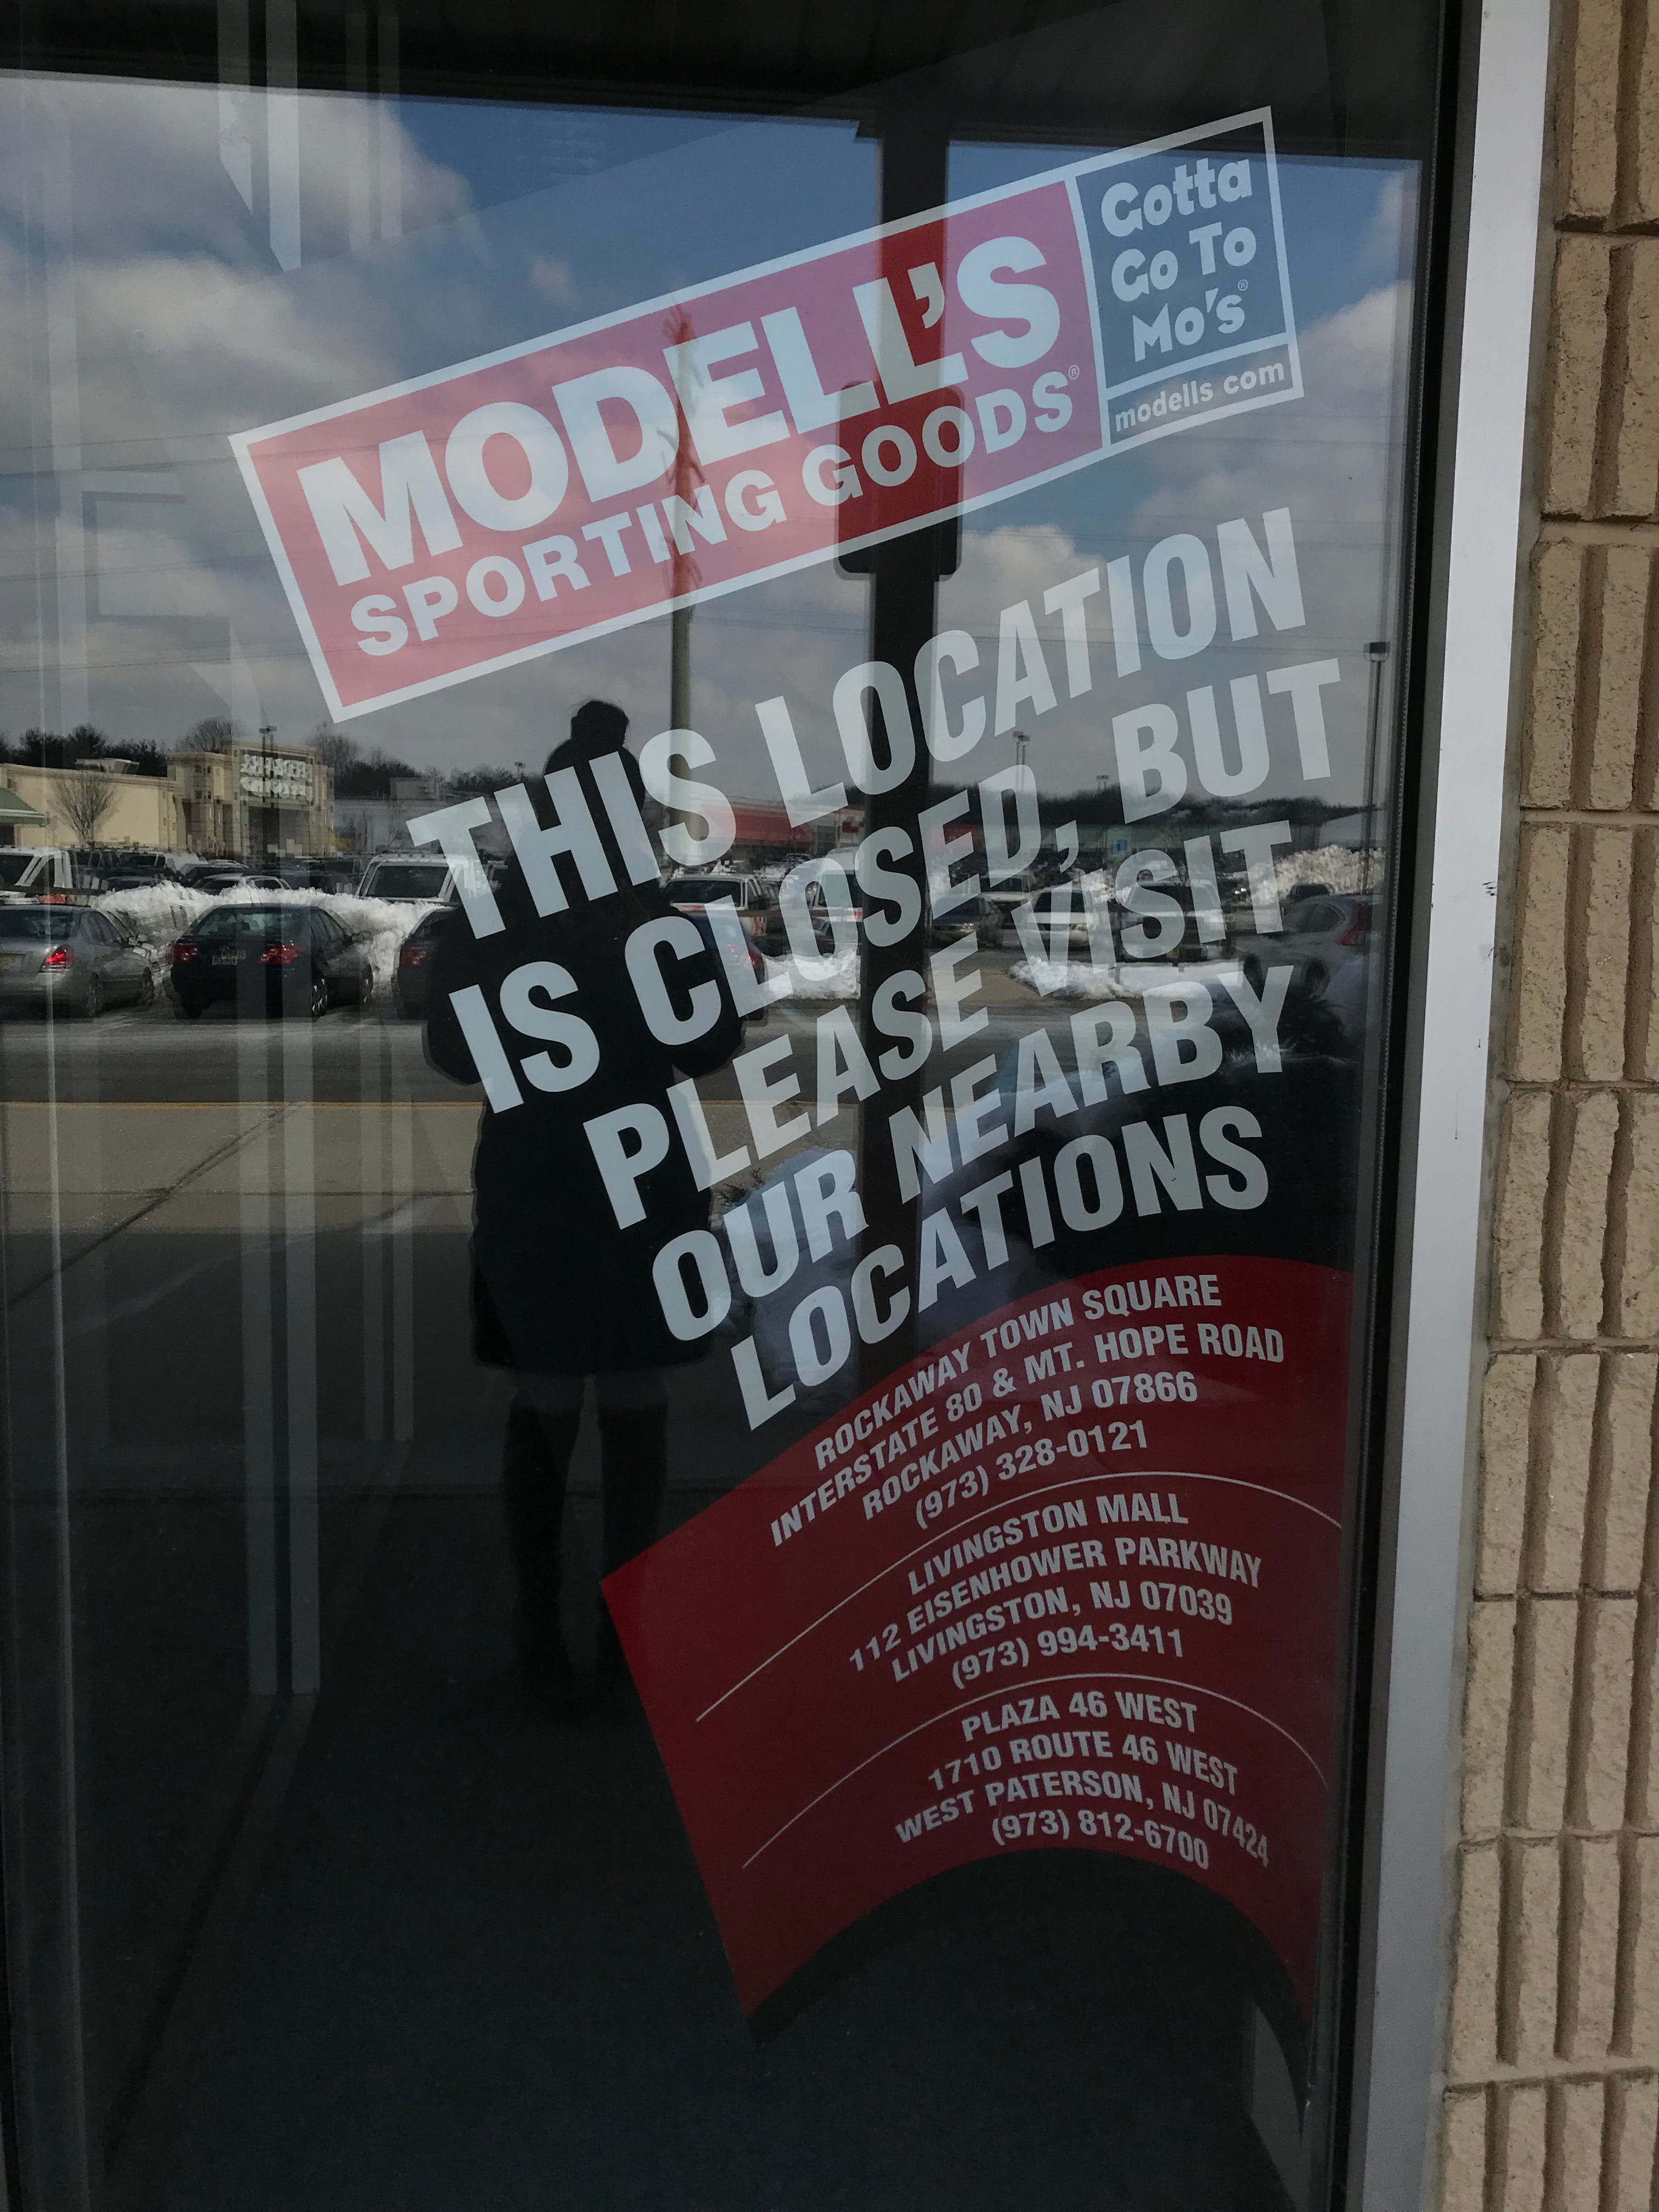 MODELL'S
SPORTING GOODS®
Gotta
Go To
Mo's®
modells.com
THIS LOCATION
IS CLOSED, BUT
PLEASE VISIT
OUR NEARBY
LOCATIONS
ROCKAWAY TOWN SQUARE
INTERSTATE 80 & MT. HOPE ROAD
ROCKAWAY, NJ 07866
(973) 328-0121
LIVINGSTON MALL
112 EISENHOWER PARKWAY
LIVINGSTON, NJ 07039
(973) 994-3411
PLAZA 46 WEST
1710 ROUTE 46 WEST
WEST PATERSON, NJ 07424
(973) 812-6700